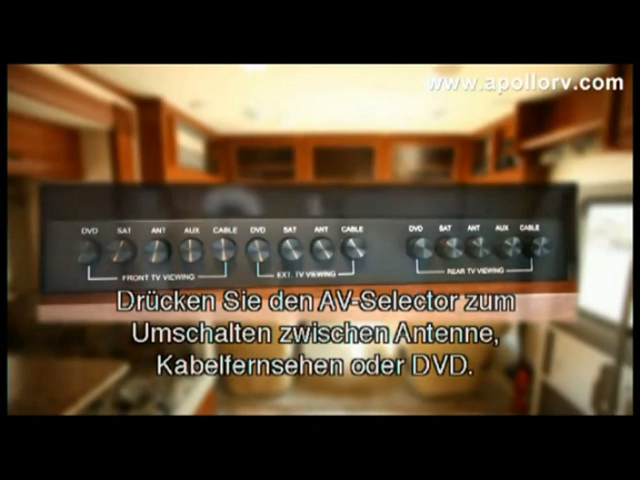 www.apollorv.com
DVD SAT ANT AUX CABLE DVD SAT ANT CABLE DVD SAT ANT AUX CABLE
FRONT TV VIEWING EXT. TV VIEWING REAR TV VIEWING
Drücken Sie den AV-Selector zum
Umschalten zwischen Antenne,
Kabelfernsehen oder DVD.